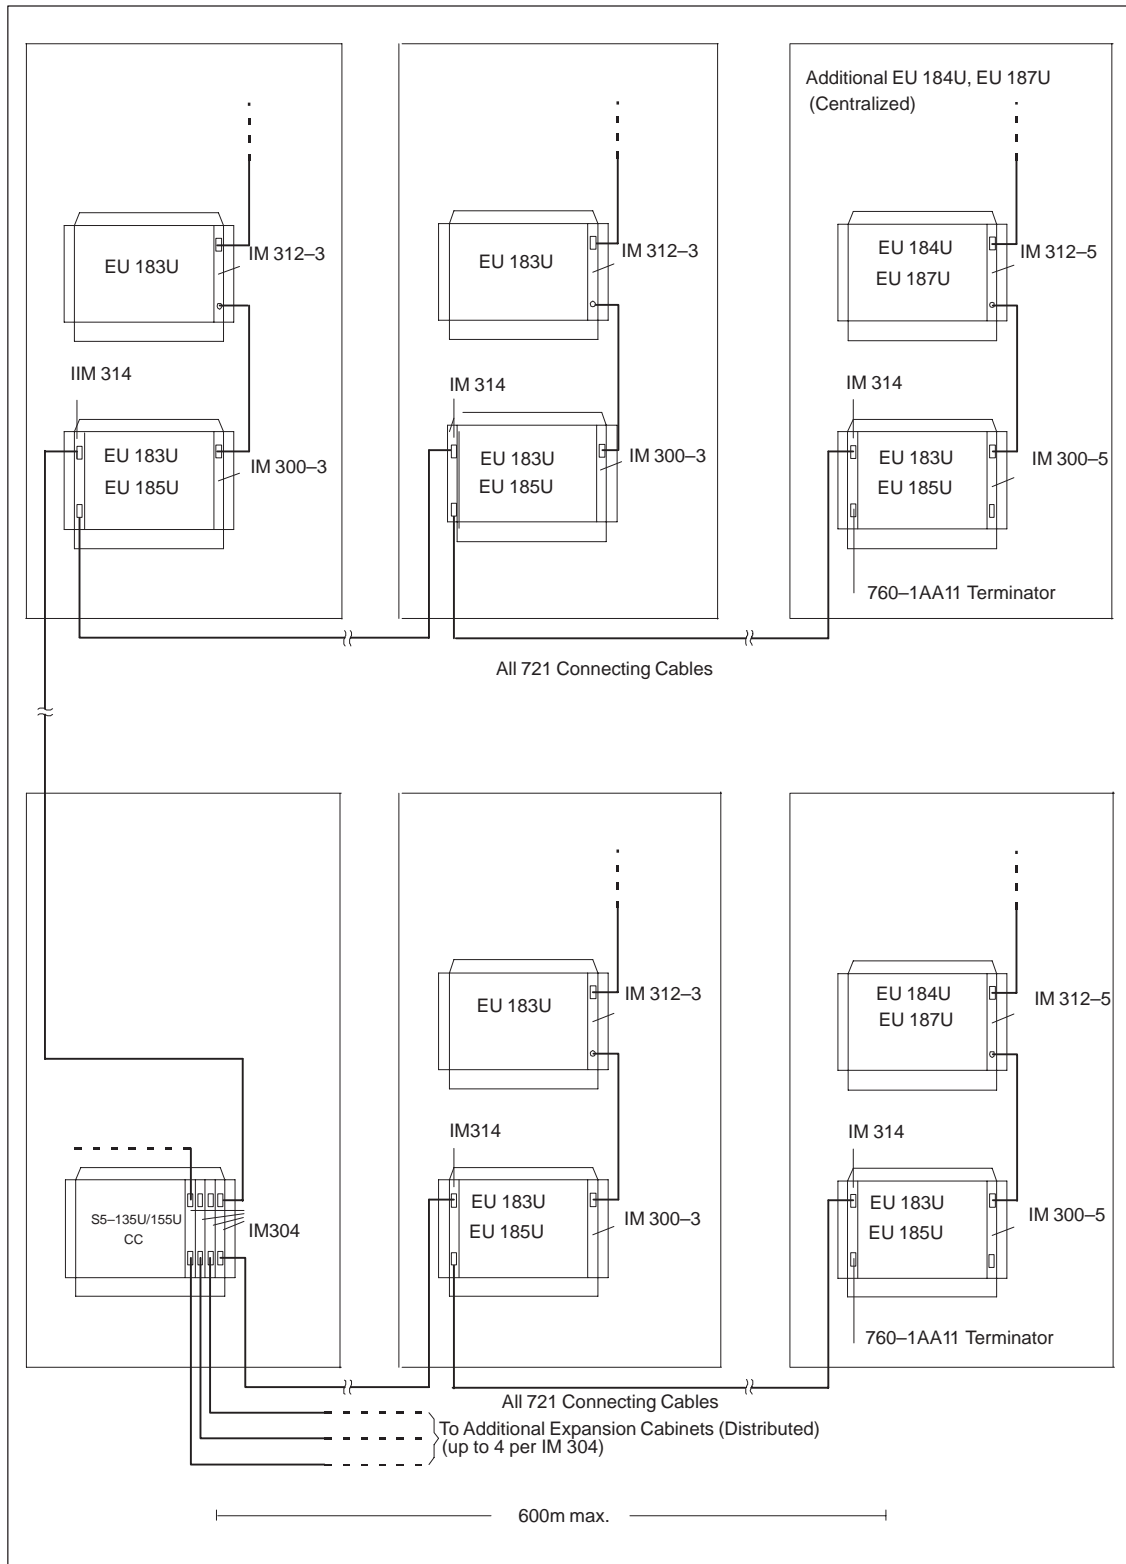 Additional EU 184U, EU 187U
(Centralized)
EU 183U
IM 312–3
EU 183U
IM 312–3
EU 184U
EU 187U
IM 312–5
IIM 314
EU 183U
EU 185U
IM 300–3
IM 314
EU 183U
EU 185U
IM 300–3
IM 314
EU 183U
EU 185U
IM 300–5
760–1AA11 Terminator
All 721 Connecting Cables
EU 183U
IM 312–3
EU 184U
EU 187U
IM 312–5
S5–135U/155U
CC
IM304
IM314
EU 183U
EU 185U
IM 300–3
IM 314
EU 183U
EU 185U
IM 300–5
760–1AA11 Terminator
All 721 Connecting Cables
To Additional Expansion Cabinets (Distributed)
(up to 4 per IM 304)
600m max.